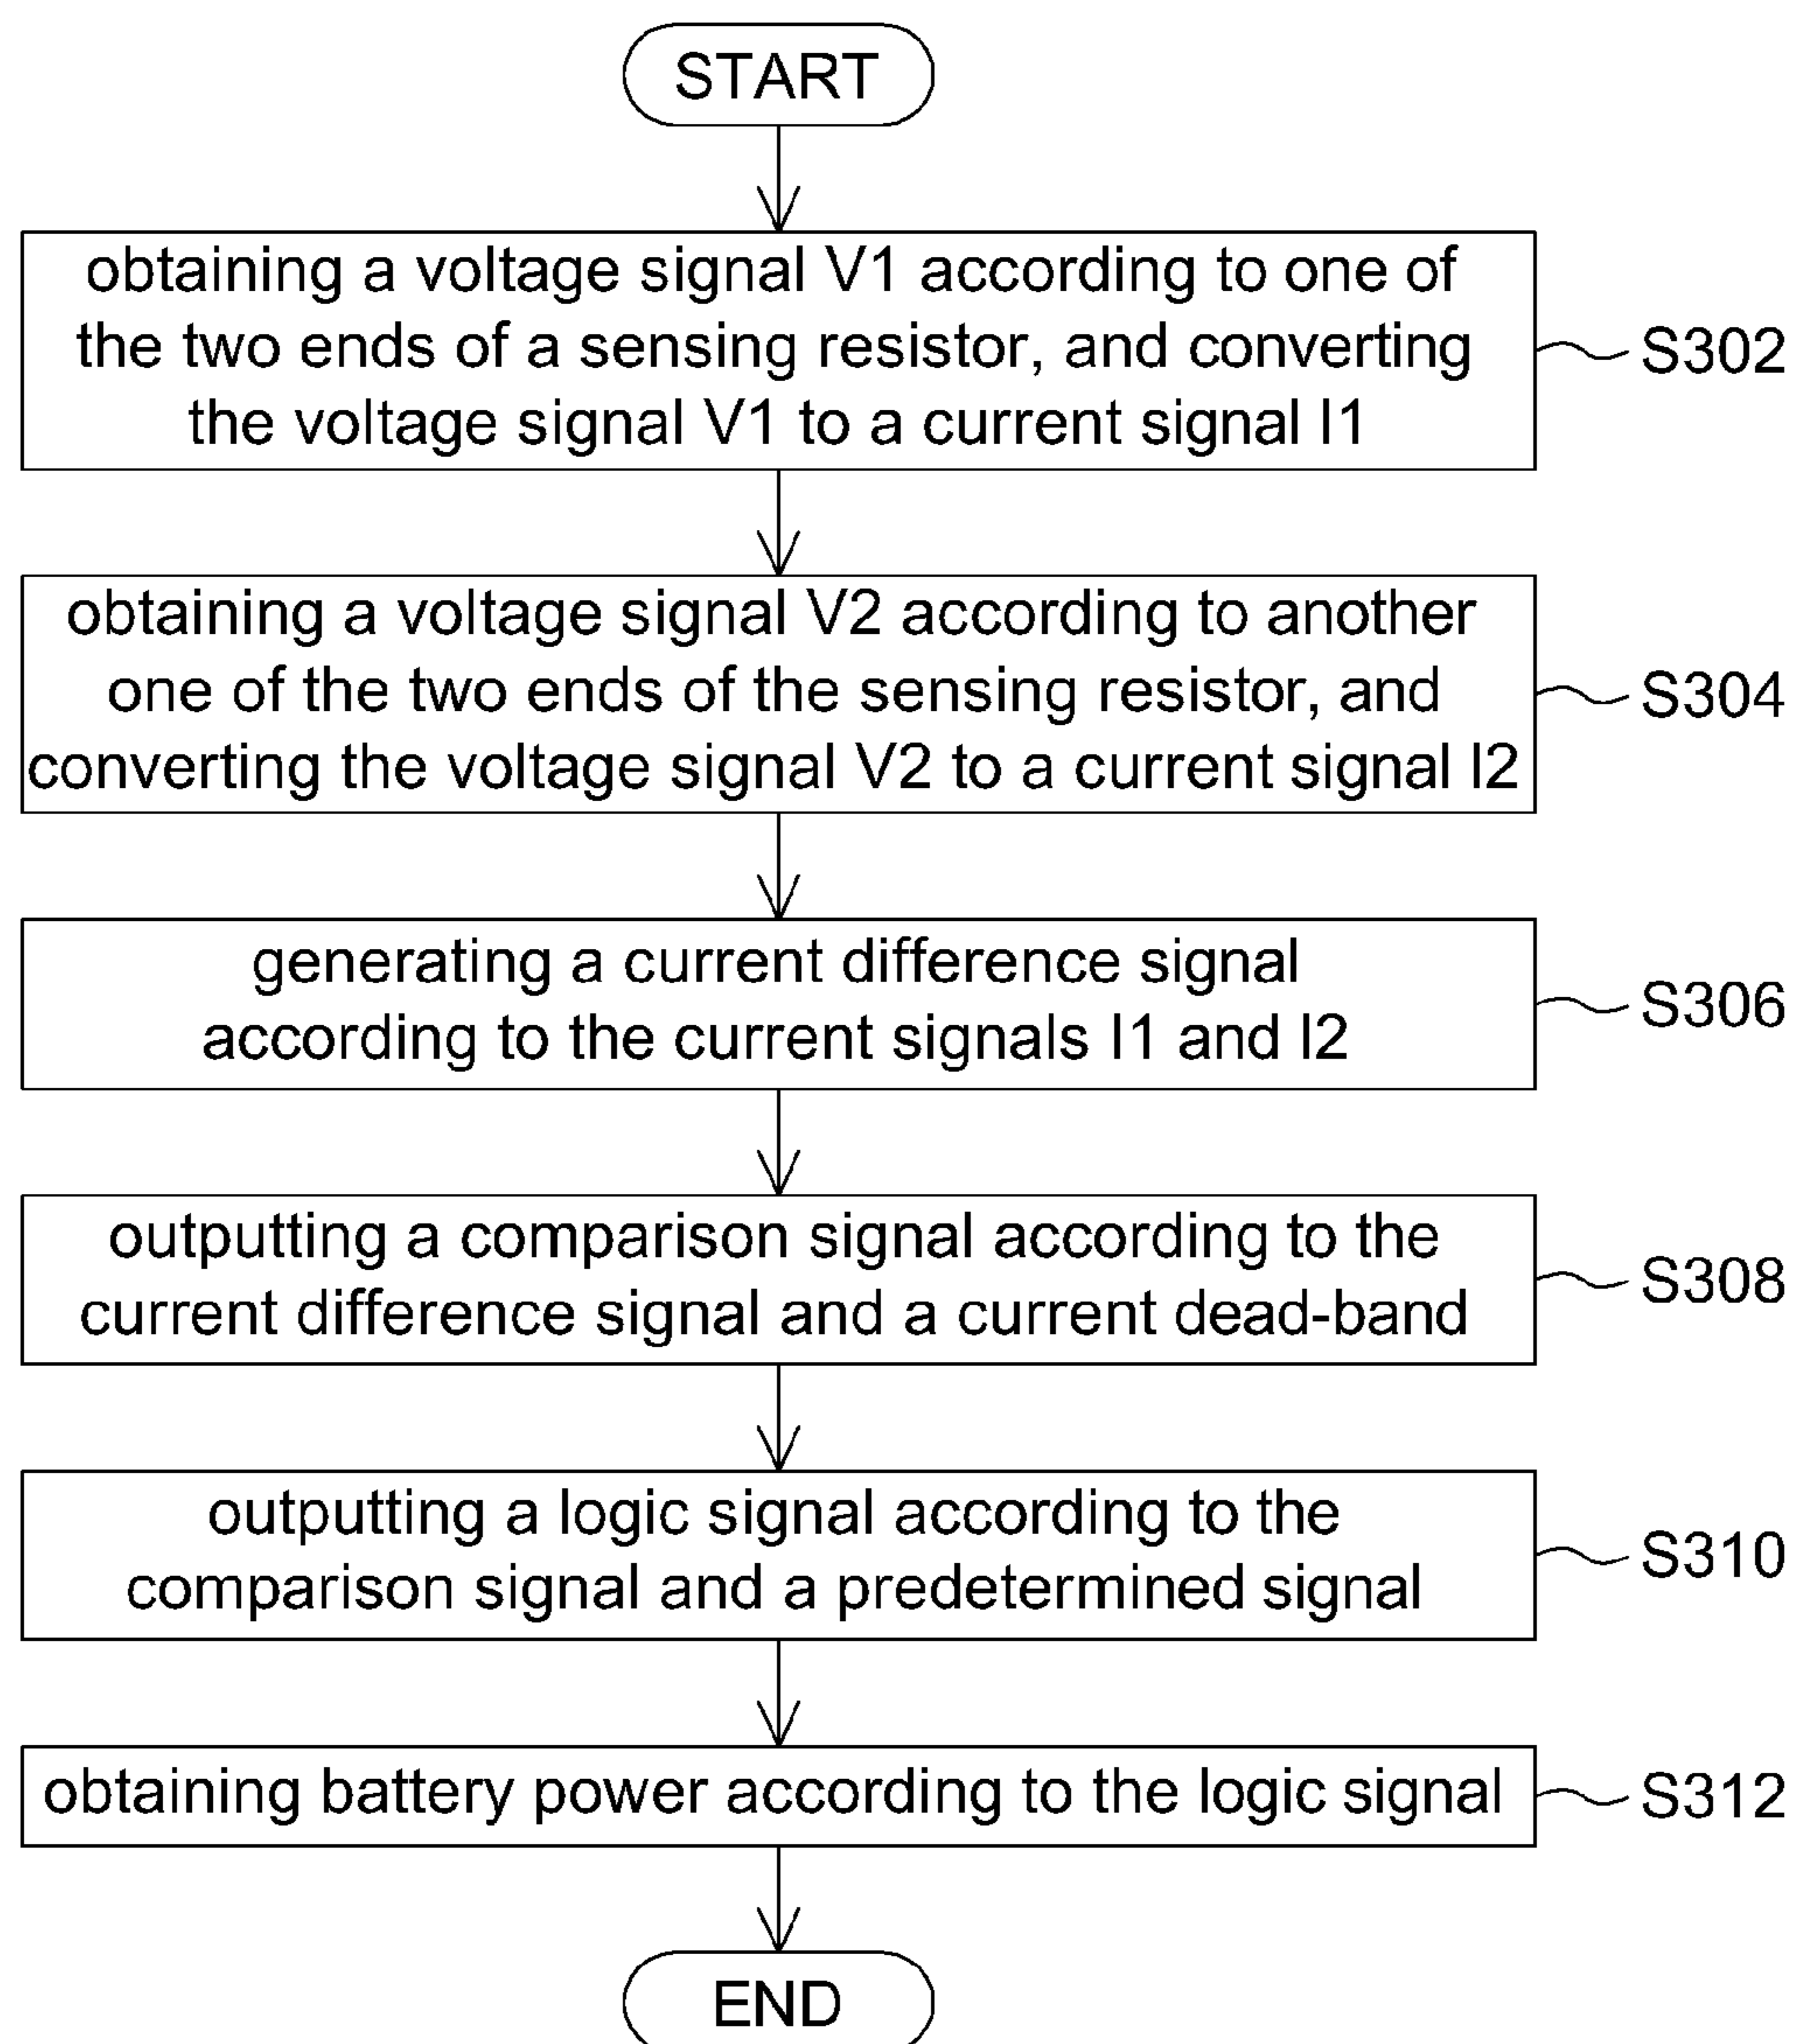 START
obtaining a voltage signal V1 according to one of
the two ends of a sensing resistor, and converting
the voltage signal V1 to a current signal I1
S302
obtaining a voltage signal V2 according to another
one of the two ends of the sensing resistor, and
converting the voltage signal V2 to a current signal I2
S304
generating a current difference signal
according to the current signals I1 and I2
S306
outputting a comparison signal according to the
current difference signal and a current dead-band
S308
outputting a logic signal according to the
comparison signal and a predetermined signal
S310
obtaining battery power according to the logic signal
S312
END